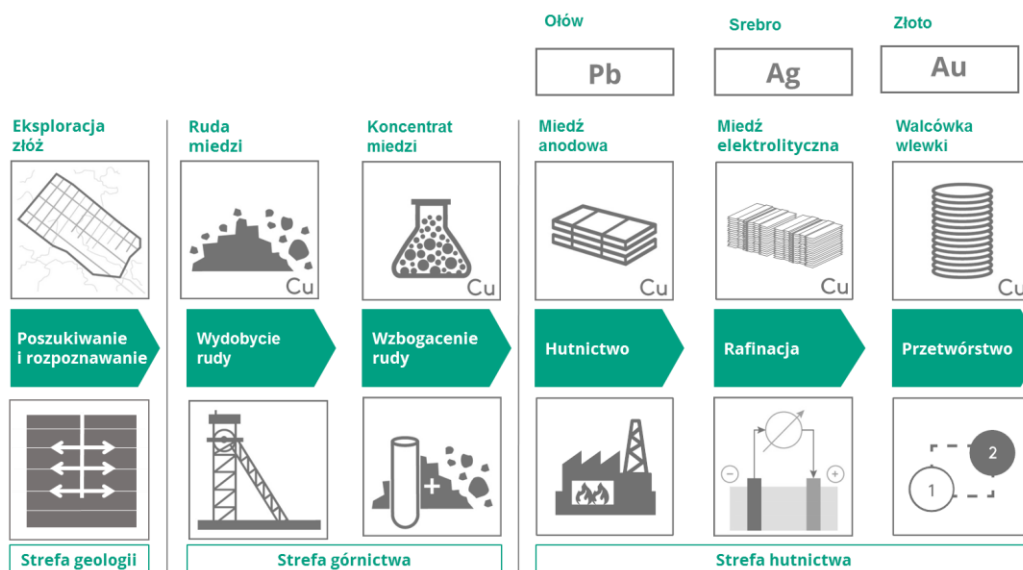 Ołów
Srebro
Złoto
Pb
Ag
Au
Eksploracja
złóż
Ruda
miedzi
Koncentrat
miedzi
Miedź
anodowa
Miedź
elektrolityczna
Walcówka
wlewki
Cu
Cu
Cu
Cu
Cu
Poszukiwanie
i rozpoznawanie
Wydobycie
rudy
Wzbogacenie
rudy
Hutnictwo
Rafinacja
Przetwórstwo
+
−
+
1
2
Strefa geologii
Strefa górnictwa
Strefa hutnictwa